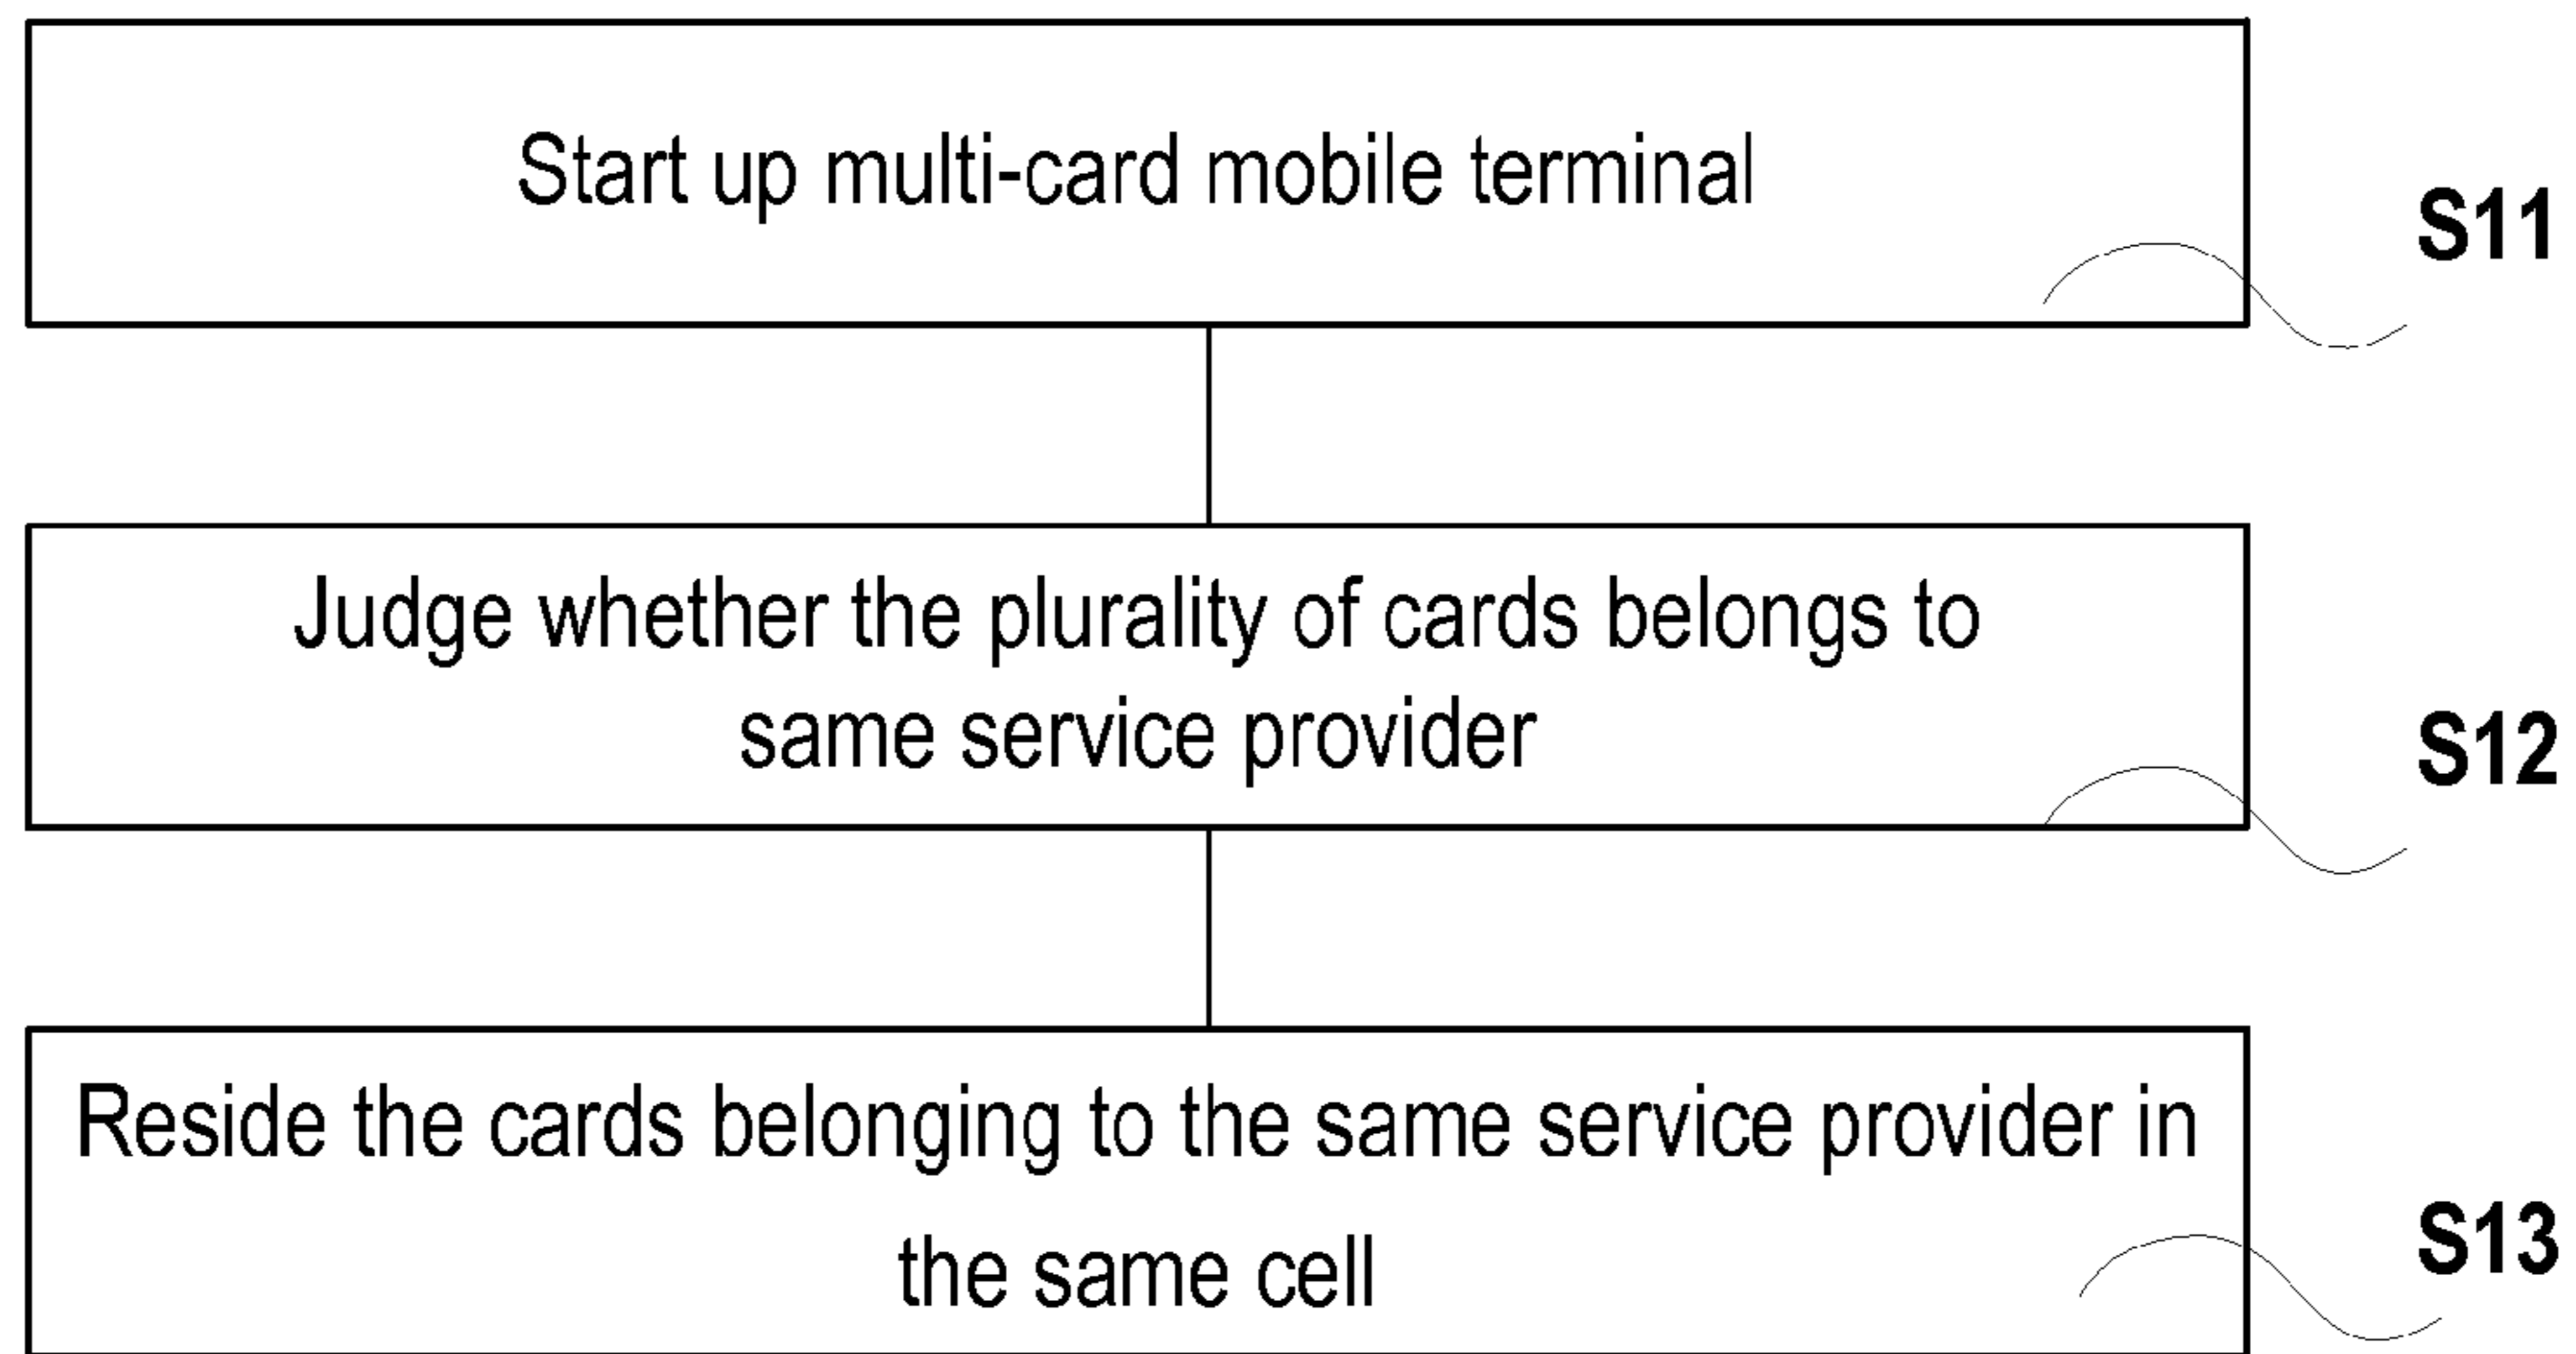 Start up multi-card mobile terminal
S11
Judge whether the plurality of cards belongs to
same service provider
S12
Reside the cards belonging to the same service provider in
the same cell
S13